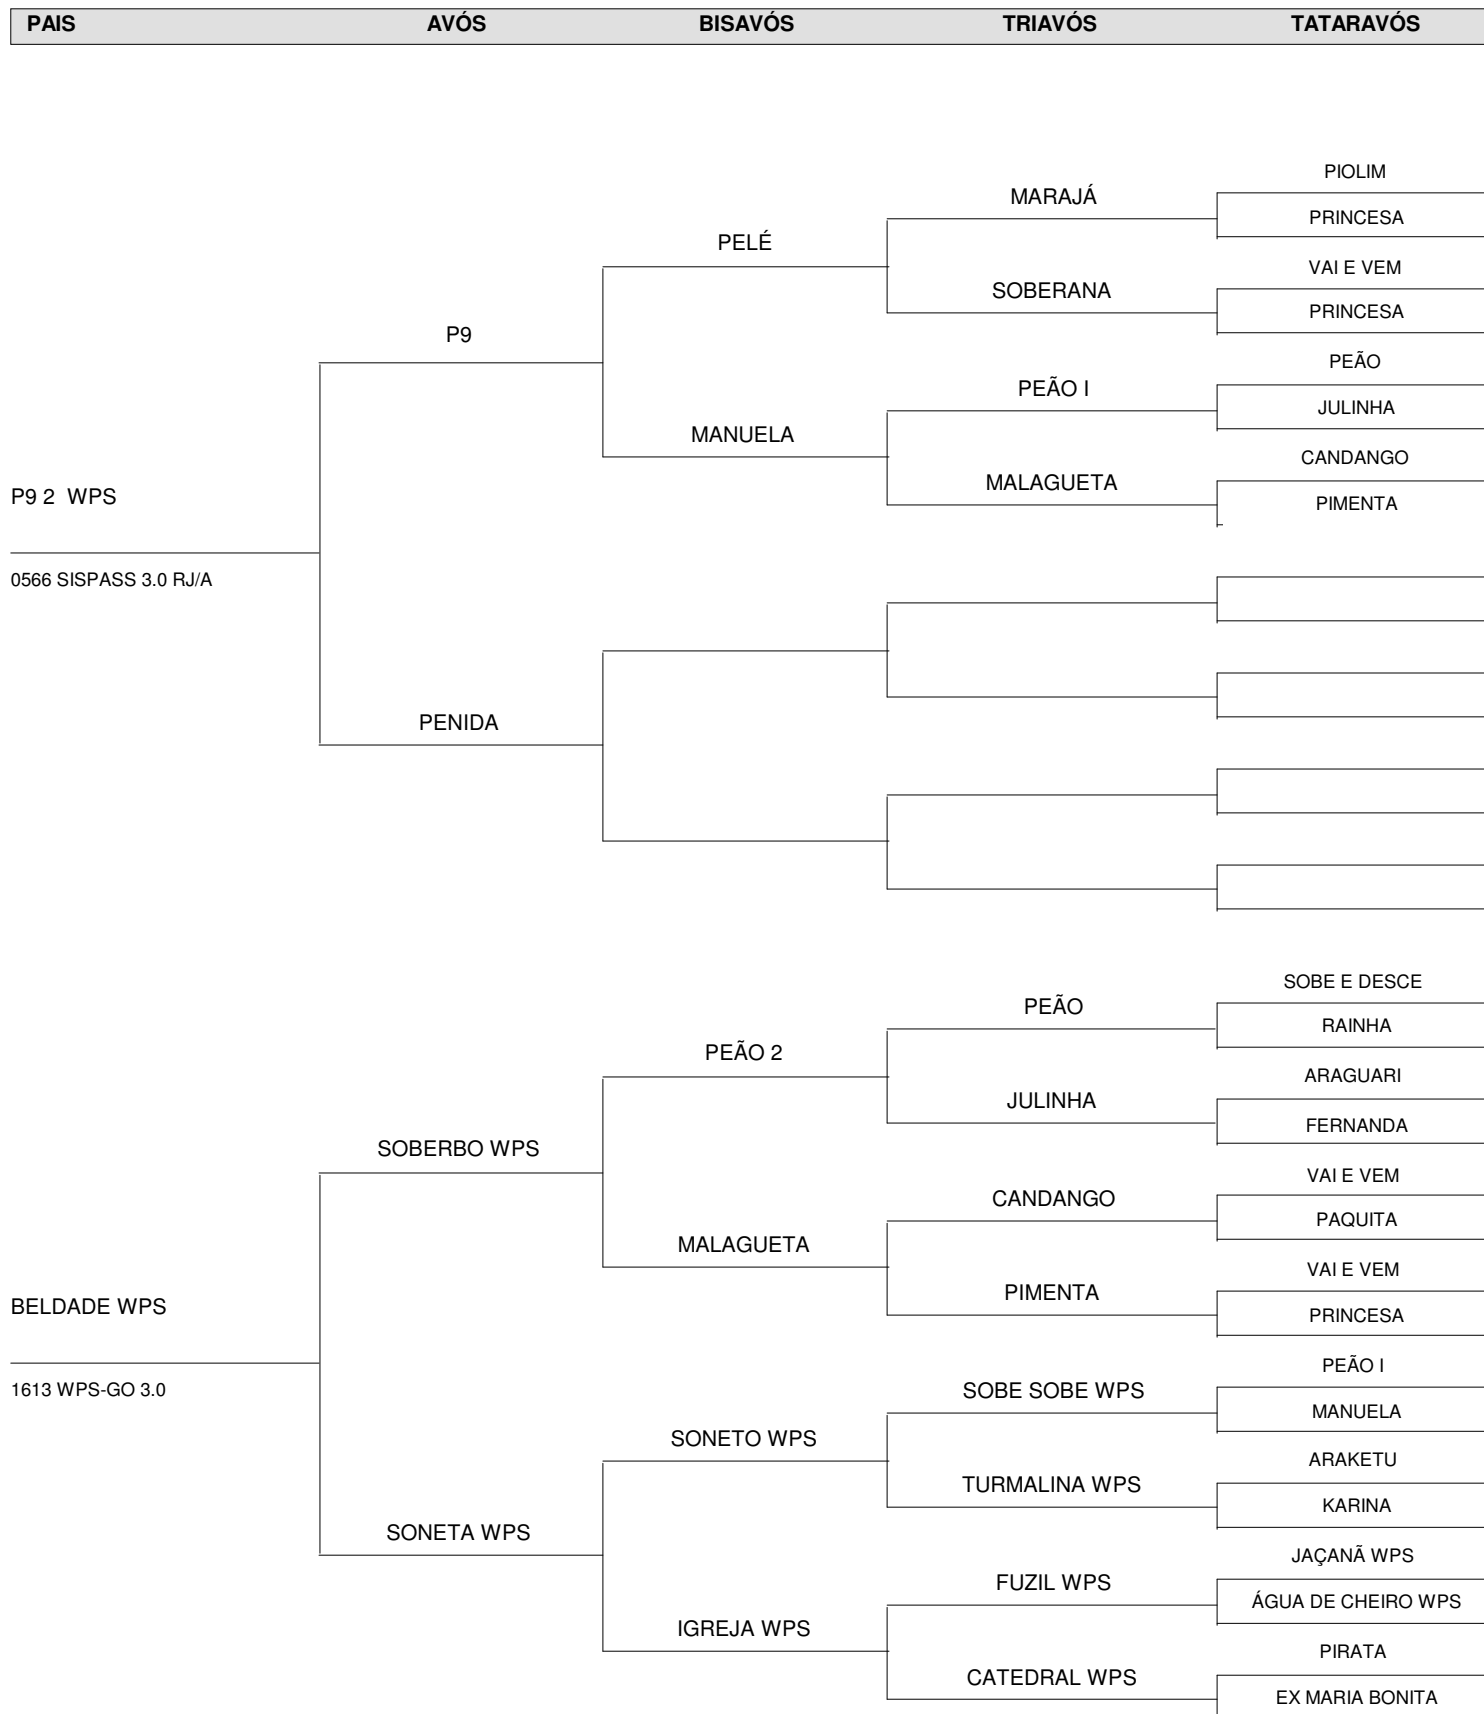 PAIS AVÓS BISAVÓS TRIAVÓS TATARAVÓS
PIOLIM
MARAJÁ
PRINCESA
PELÉ
VAI E VEM
SOBERANA
PRINCESA
P9
PEÃO
PEÃO I
JULINHA
MANUELA
CANDANGO
MALAGUETA
P9 2 WPS
PIMENTA
0566 SISPASS 3.0 RJ/A
PENIDA
SOBE E DESCE
PEÃO
RAINHA
PEÃO 2
ARAGUARI
JULINHA
FERNANDA
SOBERBO WPS
VAI E VEM
CANDANGO
PAQUITA
MALAGUETA
VAI E VEM
PIMENTA
BELDADE WPS
PRINCESA
PEÃO I
1613 WPS-GO 3.0
SOBE SOBE WPS
MANUELA
SONETO WPS
ARAKETU
TURMALINA WPS
KARINA
SONETA WPS
JAÇANÃ WPS
FUZIL WPS
ÁGUA DE CHEIRO WPS
IGREJA WPS
PIRATA
CATEDRAL WPS
EX MARIA BONITA